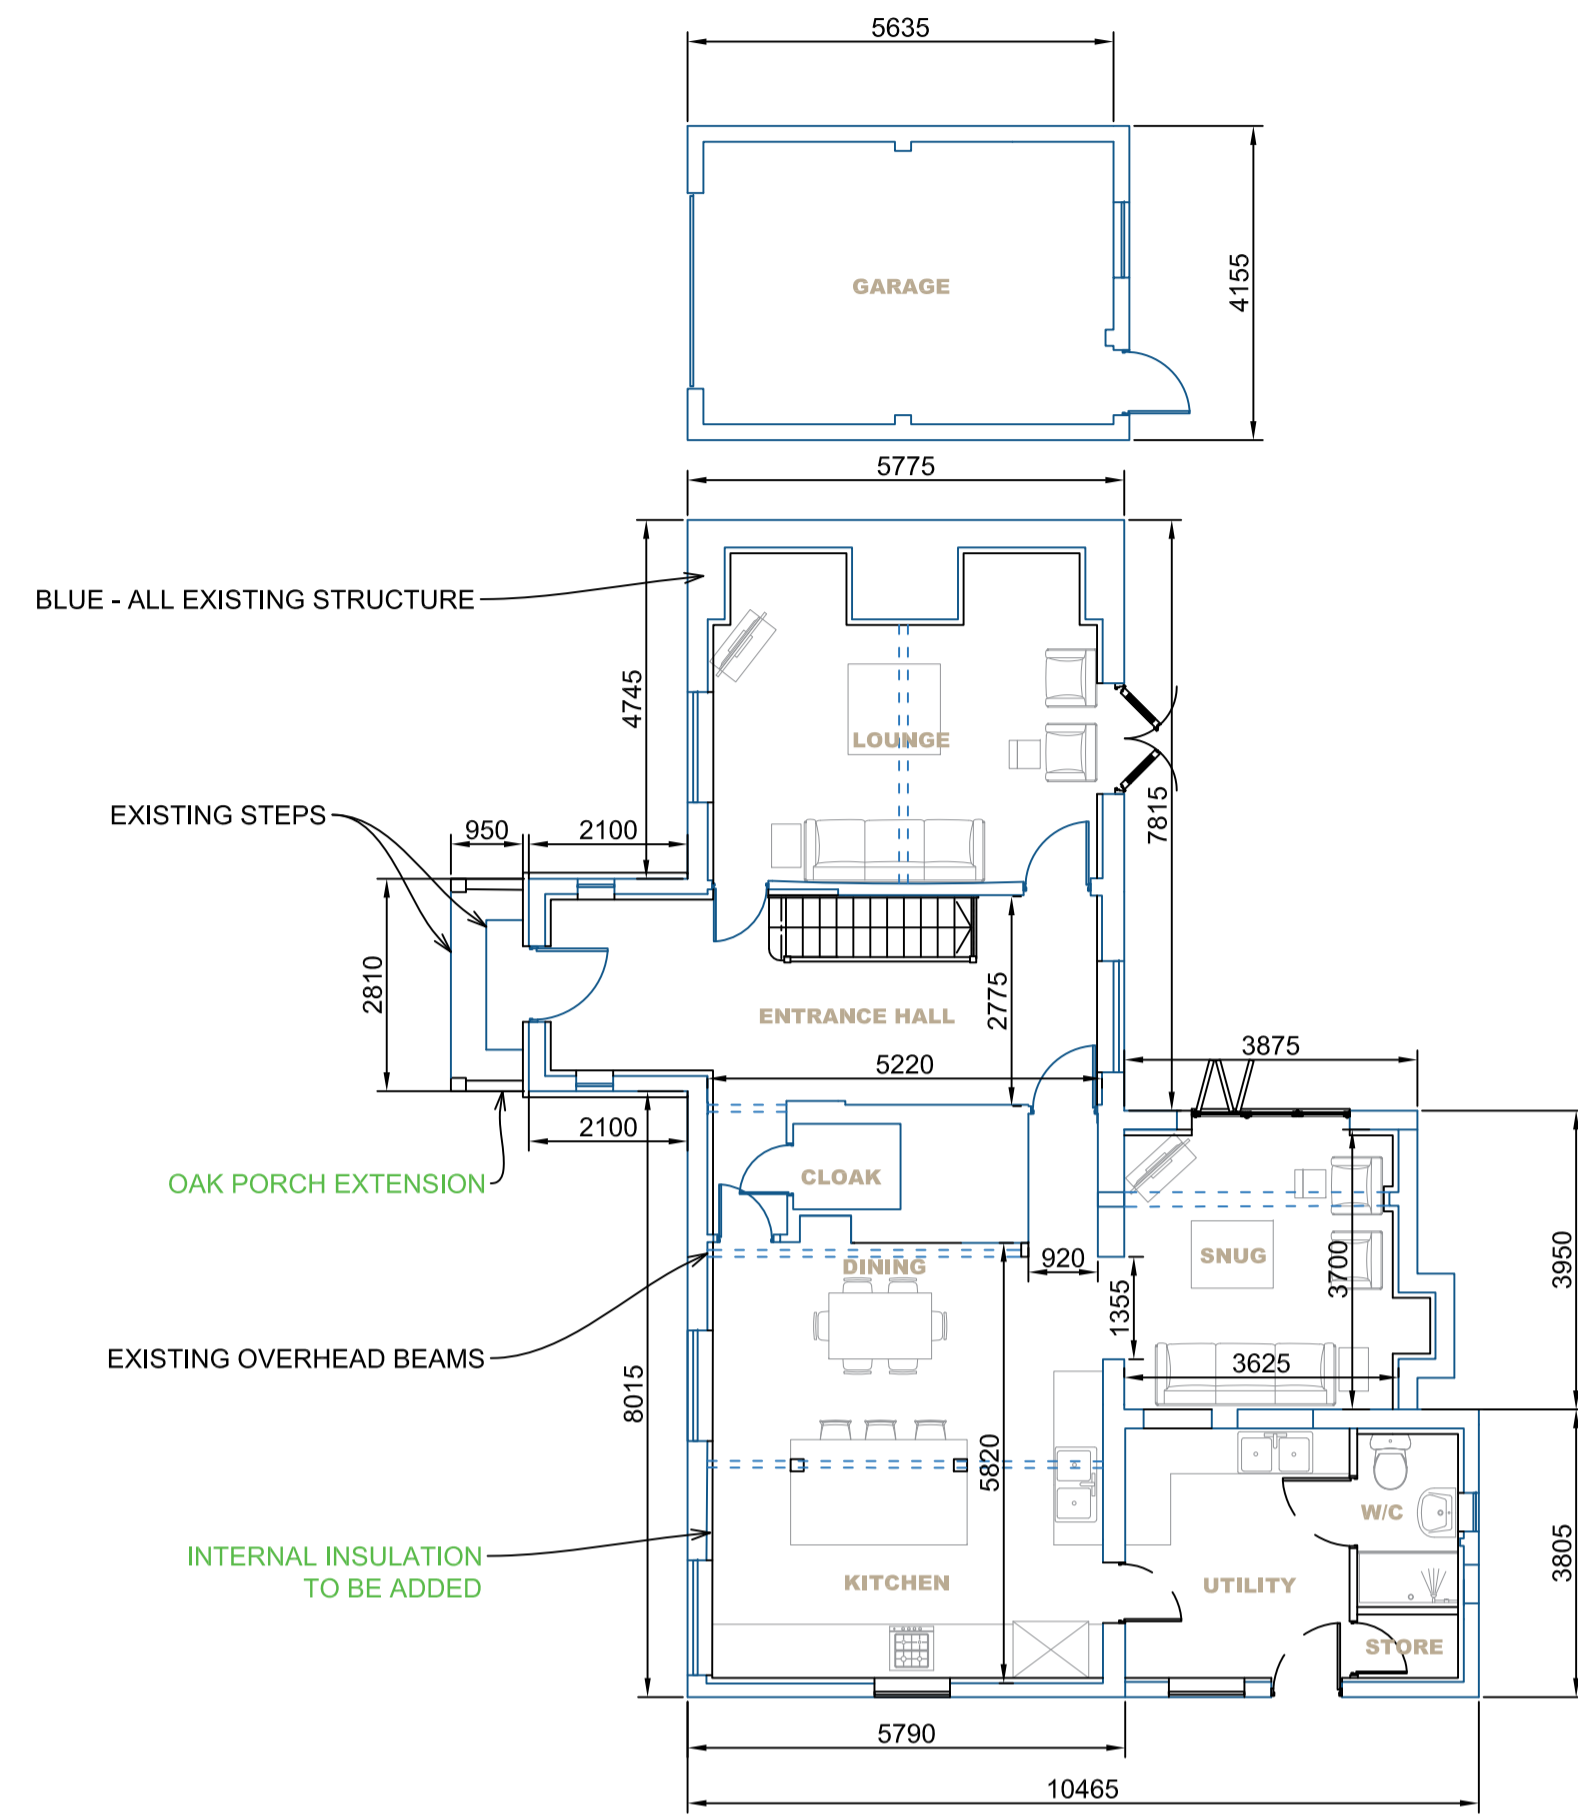 5635
GARAGE
4155
5775
BLUE - ALL EXISTING STRUCTURE
4745
LOUNGE
7815
EXISTING STEPS
950
2100
2810
2775
ENTRANCE HALL
5220
3875
2100
OAK PORCH EXTENSION
CLOAK
SNUG
3700
3950
DINING
920
1355
EXISTING OVERHEAD BEAMS
3625
8015
5820
W/C
3805
INTERNAL INSULATION
TO BE ADDED
KITCHEN
UTILITY
STORE
5790
10465